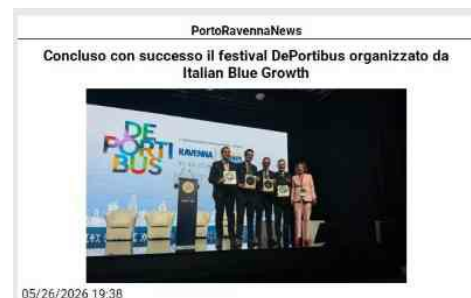 PortoRavennaNews
Concluso con successo il festival DePortibus organizzato da
Italian Blue Growth
DE
PORTI
BUS
RAVENNA
05/26/2026 19:38